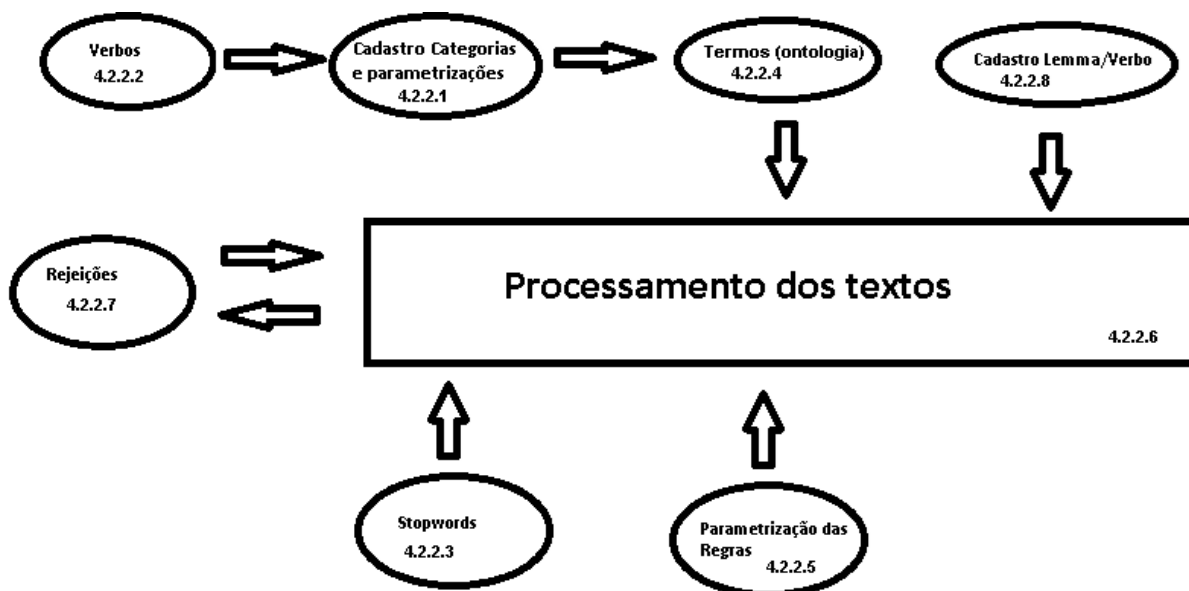 Verbos
4.2.2.2
Cadastro Categorias
e parametrizações
4.2.2.1
Termos (ontologia)
4.2.2.4
Cadastro Lemma/Verbo
4.2.2.8
Rejeições
4.2.2.7
Processamento dos textos
4.2.2.6
Stopwords
4.2.2.3
Parametrização das
Regras
4.2.2.5